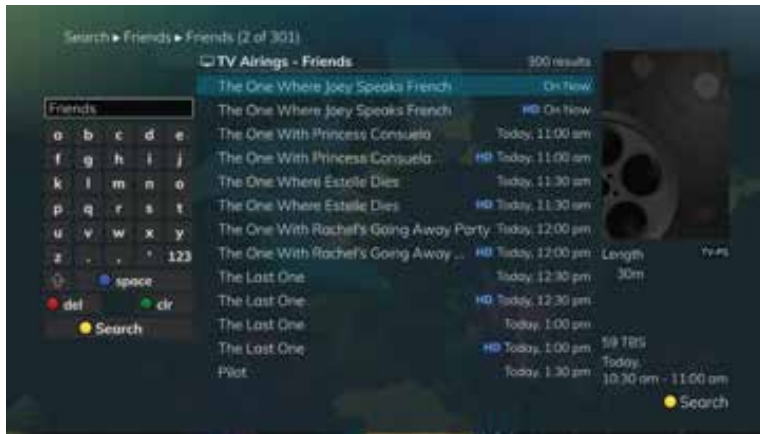 Search ▸ Friends ▸ Friends (2 of 301)
TV Airings - Friends 300 results
The One Where Joey Speaks French On Now
Friends
The One Where Joey Speaks French HD On Now
a b c d e
The One With Princess Consuela Today, 11:00 am
f g h i j
The One With Princess Consuela HD Today, 11:00 am
k l m n o
The One Where Estelle Dies Today, 11:30 am
p q r s t
The One Where Estelle Dies HD Today, 11:30 am
u v w x y
The One With Rachel's Going Away Party Today, 12:00 pm
z - . ' 123
The One With Rachel's Going Away ... HD Today, 12:00 pm
Length TV-PG
space
The Last One Today, 12:30 pm
30m
del clr
The Last One HD Today, 12:30 pm
Search
The Last One Today, 1:00 pm
The Last One HD Today, 1:00 pm
59 TBS
Pilot Today, 1:30 pm
Today,
10:30 am - 11:00 am
Search